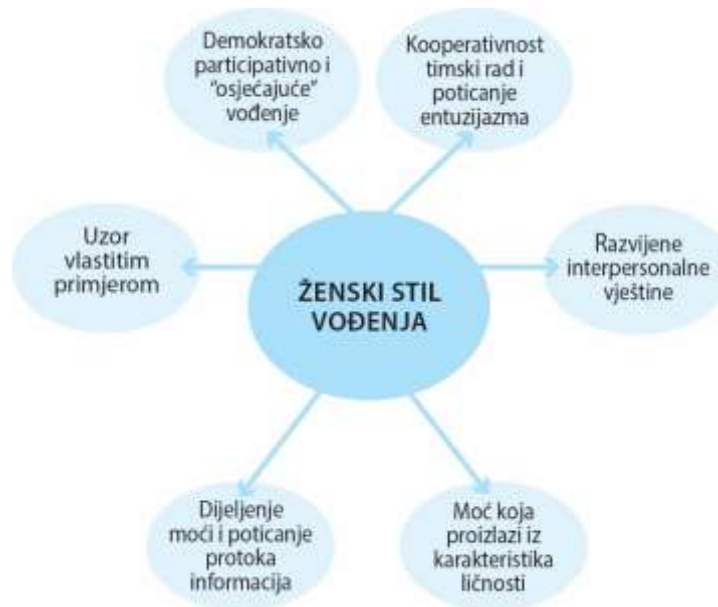 Demokratsko
participativno i
"osjećajuće"
vođenje
Kooperativnost
timski rad i
poticanje
entuzijazma
Uzor
vlastitim
primjerom
ŽENSKI STIL
VOĐENJA
Razvijene
interpersonalne
vještine
Dijeljenje
moći i poticanje
protoka
informacija
Moć koja
proizlazi iz
karakteristika
ličnosti